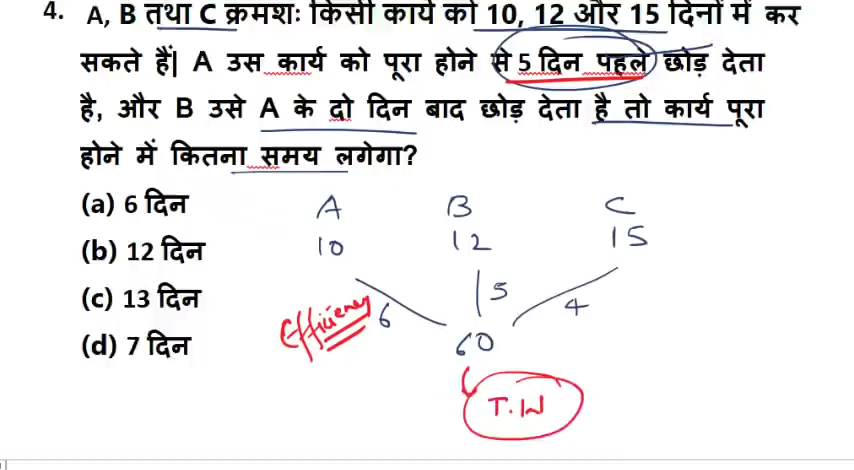 4. A, B तथा C क्रमशः किसी कार्य को 10, 12 और 15 दिनों में कर
सकते हैं| A उस कार्य को पूरा होने से 5 दिन पहले छोड़ देता
है, और B उसे A के दो दिन बाद छोड़ देता है तो कार्य पूरा
होने में कितना समय लगेगा?
(a) 6 दिन
(b) 12 दिन
(c) 13 दिन
(d) 7 दिन
A B C
10 12 15
Efficiency 6 5 4
60
T.W